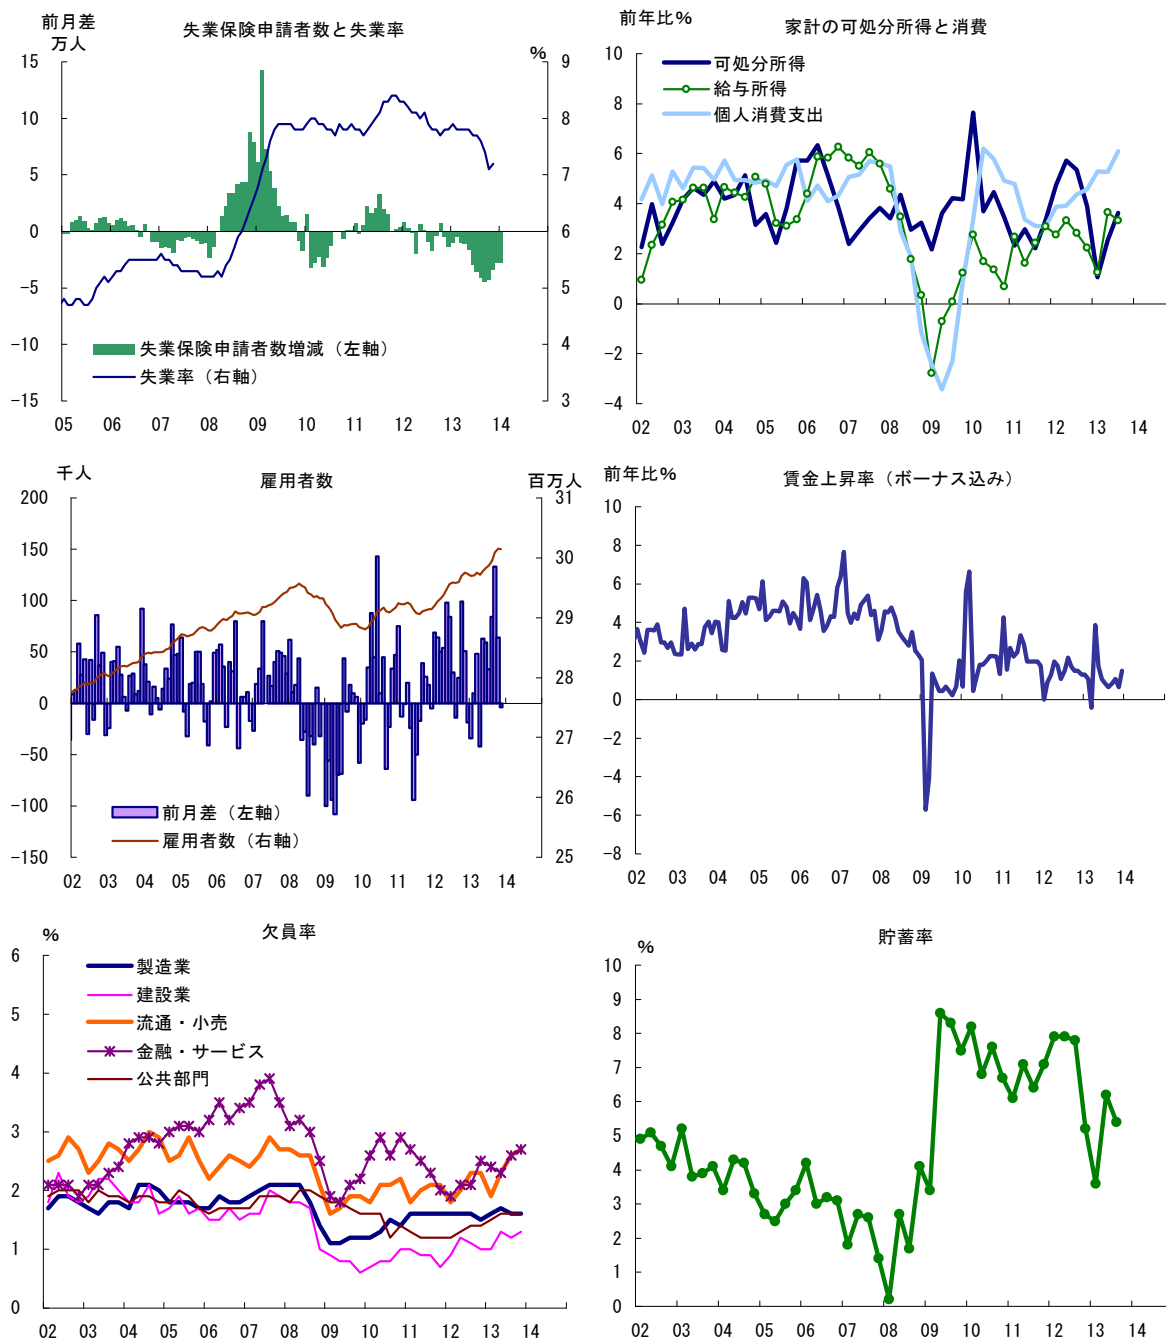 失業保険申請者数と失業率
前月差
万人
%
15
10
5
0
-5
-10
-15
9
8
7
6
5
4
3
失業保険申請者数増減（左軸）
失業率（右軸）
05 06 07 08 09 10 11 12 13 14
家計の可処分所得と消費
前年比%
10
8
6
4
2
0
-2
-4
可処分所得
給与所得
個人消費支出
02 03 04 05 06 07 08 09 10 11 12 13 14
雇用者数
千人
百万人
200
150
100
50
0
-50
-100
-150
31
30
29
28
27
26
25
前月差（左軸）
雇用者数（右軸）
02 03 04 05 06 07 08 09 10 11 12 13 14
賃金上昇率（ボーナス込み）
前年比%
10
8
6
4
2
0
-2
-4
-6
-8
02 03 04 05 06 07 08 09 10 11 12 13 14
欠員率
%
6
5
4
3
2
1
0
製造業
建設業
流通・小売
金融・サービス
公共部門
02 03 04 05 06 07 08 09 10 11 12 13 14
貯蓄率
%
10
9
8
7
6
5
4
3
2
1
0
02 03 04 05 06 07 08 09 10 11 12 13 14